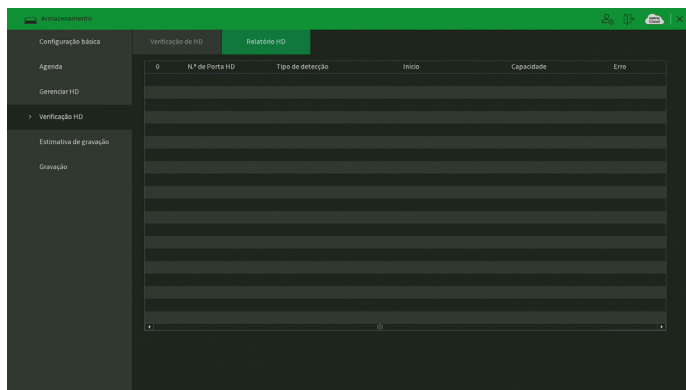 Armazenamento
Configuração básica
Verificação de HD
Relatório HD
Agenda
0 N.º de Porta HD Tipo de detecção Início Capacidade Erro
Gerenciar HD
> Verificação HD
Estimativa de gravação
Gravação